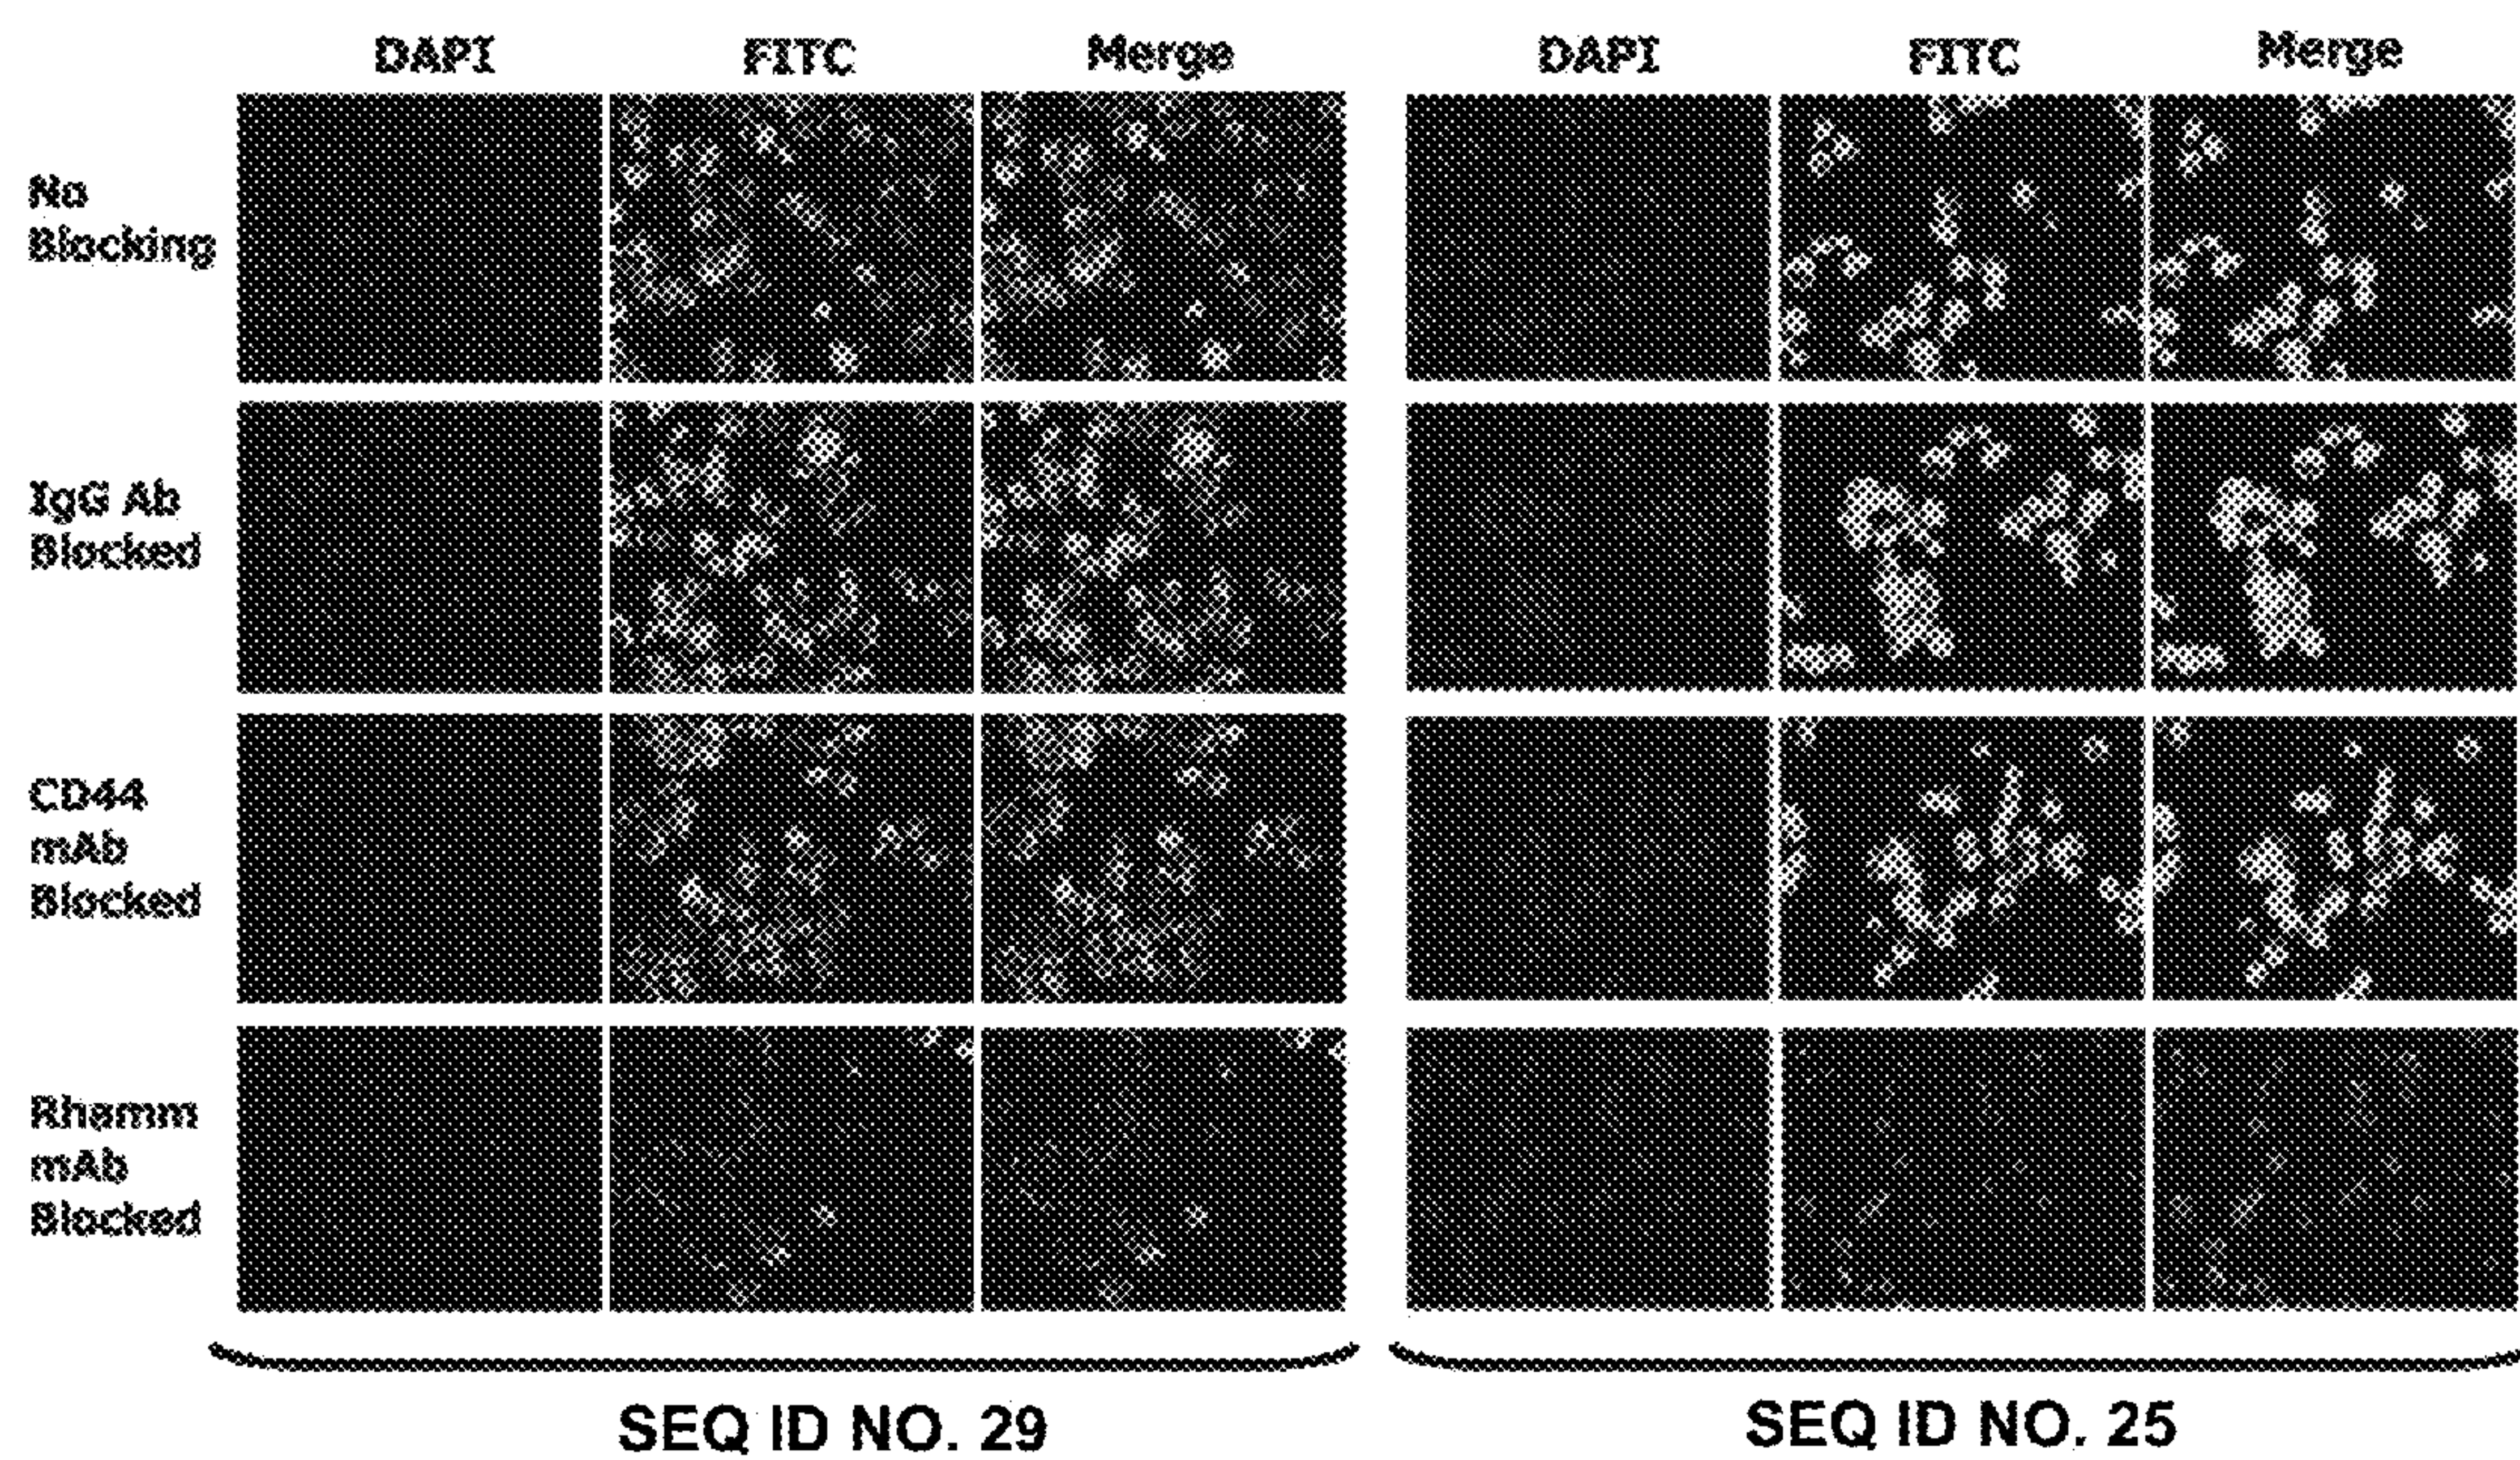 DAPI FITC Merge DAPI FITC Merge
No
Blocking
IgG Ab
Blocked
CD44
mAb
Blocked
Rhamm
mAb
Blocked
SEQ ID NO. 29 SEQ ID NO. 25